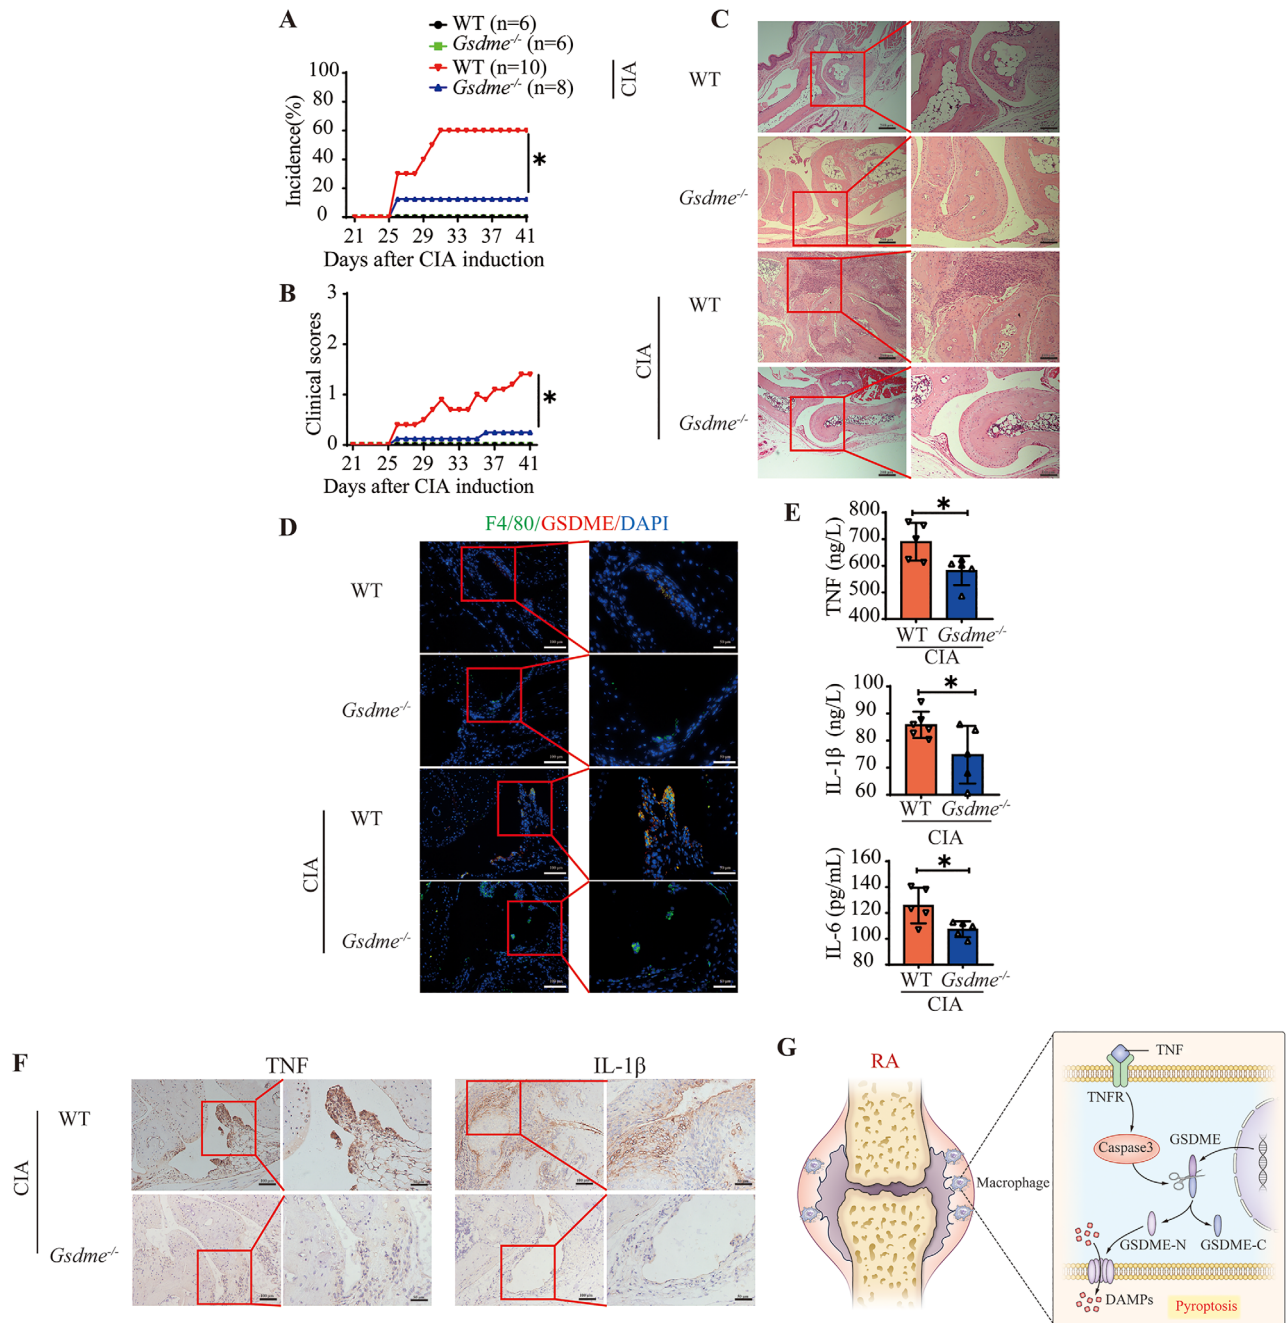 A
WT (n=6)
Gsdme-/- (n=6)
WT (n=10)
Gsdme-/- (n=8)
CIA
Incidence(%)
100
80
60
40
20
0
21 25 29 33 37 41
Days after CIA induction
*
B
Clinical scores
3
2
1
0
21 25 29 33 37 41
Days after CIA induction
*
C
WT
Gsdme-/-
CIA
WT
Gsdme-/-
D
F4/80/GSDME/DAPI
WT
Gsdme-/-
CIA
WT
Gsdme-/-
E
TNF (ng/L)
800
700
600
500
400
*
WT Gsdme-/-
CIA
IL-1β (ng/L)
100
90
80
70
60
*
WT Gsdme-/-
CIA
IL-6 (pg/mL)
160
140
120
100
80
*
WT Gsdme-/-
CIA
F
TNF
IL-1β
CIA
WT
Gsdme-/-
G
RA
Macrophage
TNF
TNFR
Caspase3
GSDME
GSDME-N
GSDME-C
DAMPs
Pyroptosis